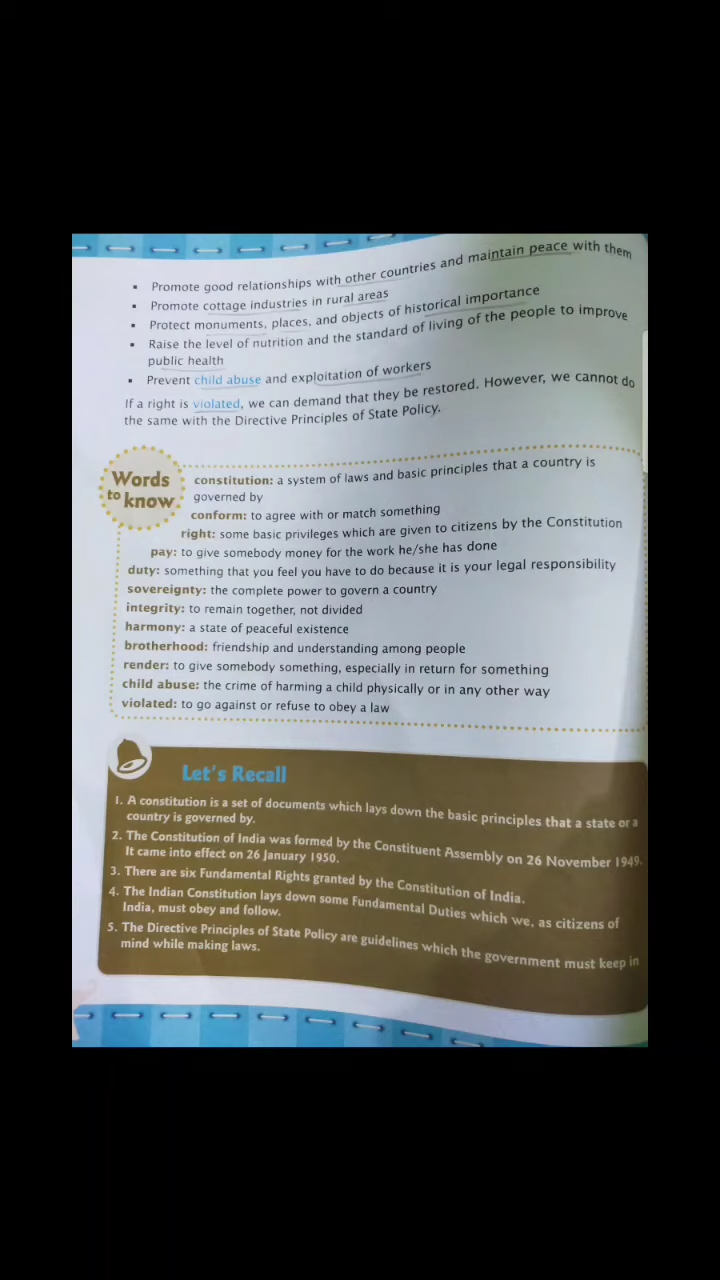 ▪ Promote good relationships with other countries and maintain peace with them
▪ Promote cottage industries in rural areas
▪ Protect monuments, places, and objects of historical importance
▪ Raise the level of nutrition and the standard of living of the people to improve
public health
▪ Prevent child abuse and exploitation of workers
If a right is violated, we can demand that they be restored. However, we cannot do
the same with the Directive Principles of State Policy.
Words
to know
constitution: a system of laws and basic principles that a country is
governed by
conform: to agree with or match something
right: some basic privileges which are given to citizens by the Constitution
pay: to give somebody money for the work he/she has done
duty: something that you feel you have to do because it is your legal responsibility
sovereignty: the complete power to govern a country
integrity: to remain together, not divided
harmony: a state of peaceful existence
brotherhood: friendship and understanding among people
render: to give somebody something, especially in return for something
child abuse: the crime of harming a child physically or in any other way
violated: to go against or refuse to obey a law
Let's Recall
1. A constitution is a set of documents which lays down the basic principles that a state or a
country is governed by.
2. The Constitution of India was formed by the Constituent Assembly on 26 November 1949.
It came into effect on 26 January 1950.
3. There are six Fundamental Rights granted by the Constitution of India.
4. The Indian Constitution lays down some Fundamental Duties which we, as citizens of
India, must obey and follow.
5. The Directive Principles of State Policy are guidelines which the government must keep in
mind while making laws.